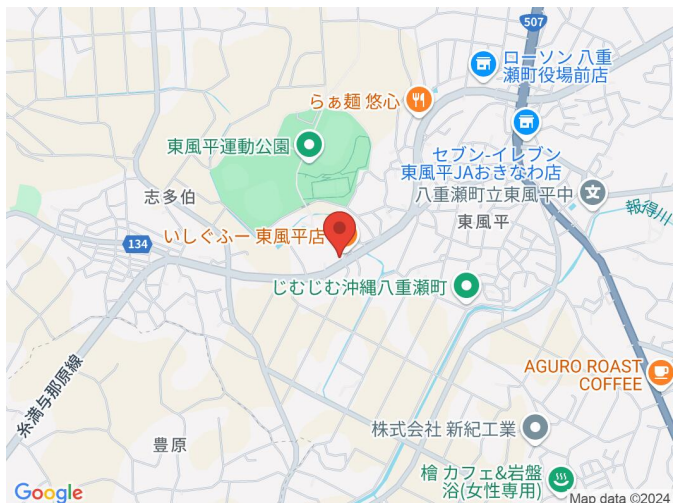 507
ローソン 八重
瀬町役場前店
らぁ麺 悠心
東風平運動公園
セブン-イレブン
東風平JAおきなわ店
八重瀬町立東風平中
文
志多伯
東風平
報得川
134
いしぐふー 東風平店
じむじむ沖縄八重瀬町
糸満与那原線
AGURO ROAST
COFFEE
豊原
株式会社 新紀工業
檜 カフェ&岩盤
浴(女性専用)
Google
Map data ©2024